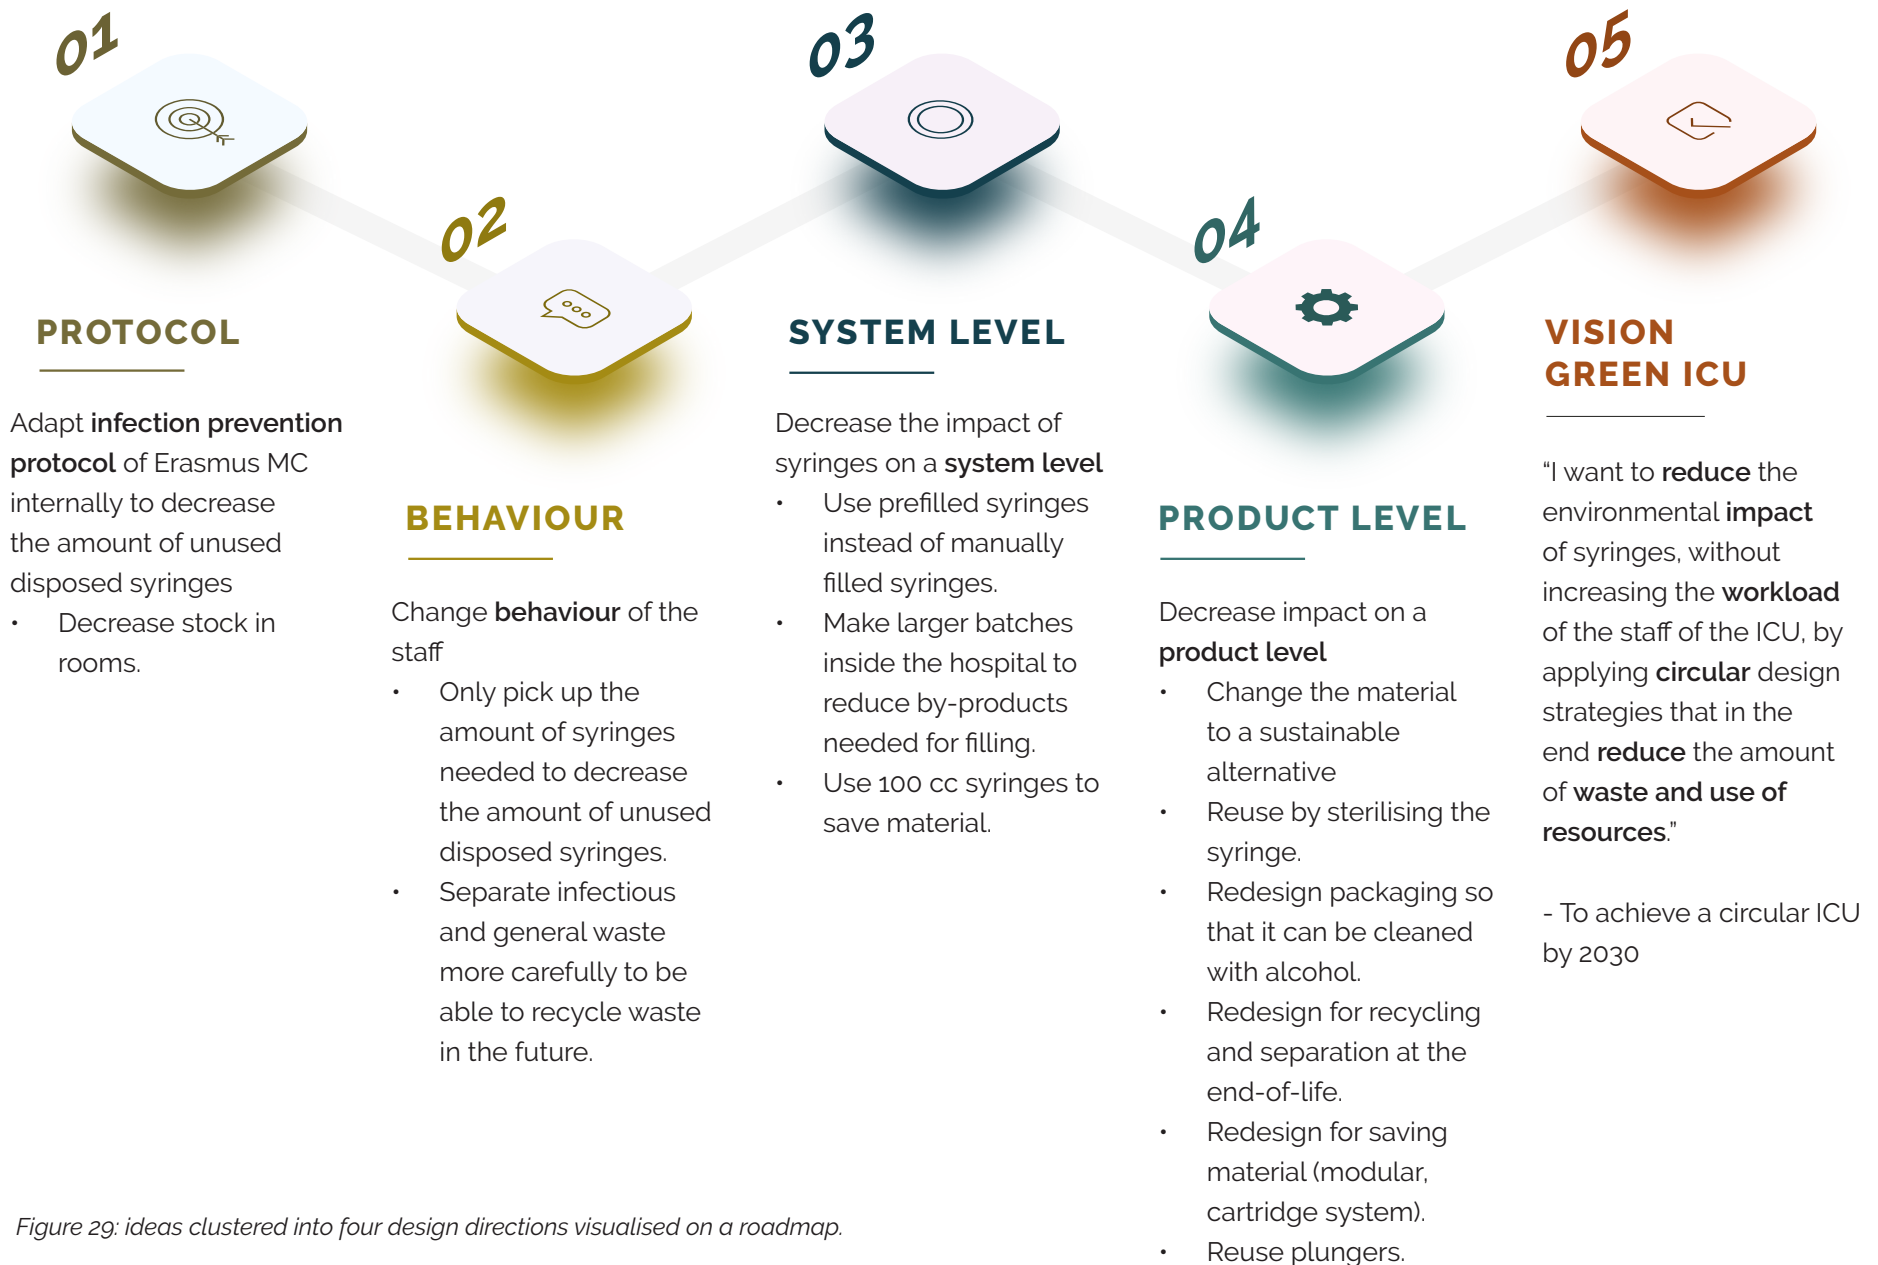 01
PROTOCOL
Adapt infection prevention
protocol of Erasmus MC
internally to decrease
the amount of unused
disposed syringes
• Decrease stock in
rooms.
02
BEHAVIOUR
Change behaviour of the
staff
• Only pick up the
amount of syringes
needed to decrease
the amount of unused
disposed syringes.
• Separate infectious
and general waste
more carefully to be
able to recycle waste
in the future.
03
SYSTEM LEVEL
Decrease the impact of
syringes on a system level
• Use prefilled syringes
instead of manually
filled syringes.
• Make larger batches
inside the hospital to
reduce by-products
needed for filling.
• Use 100 cc syringes to
save material.
04
PRODUCT LEVEL
Decrease impact on a
product level
• Change the material
to a sustainable
alternative
• Reuse by sterilising the
syringe.
• Redesign packaging so
that it can be cleaned
with alcohol.
• Redesign for recycling
and separation at the
end-of-life.
• Redesign for saving
material (modular,
cartridge system).
• Reuse plungers.
05
VISION
GREEN ICU
“I want to reduce the
environmental impact
of syringes, without
increasing the workload
of the staff of the ICU, by
applying circular design
strategies that in the
end reduce the amount
of waste and use of
resources.”
- To achieve a circular ICU
by 2030
Figure 29: ideas clustered into four design directions visualised on a roadmap.